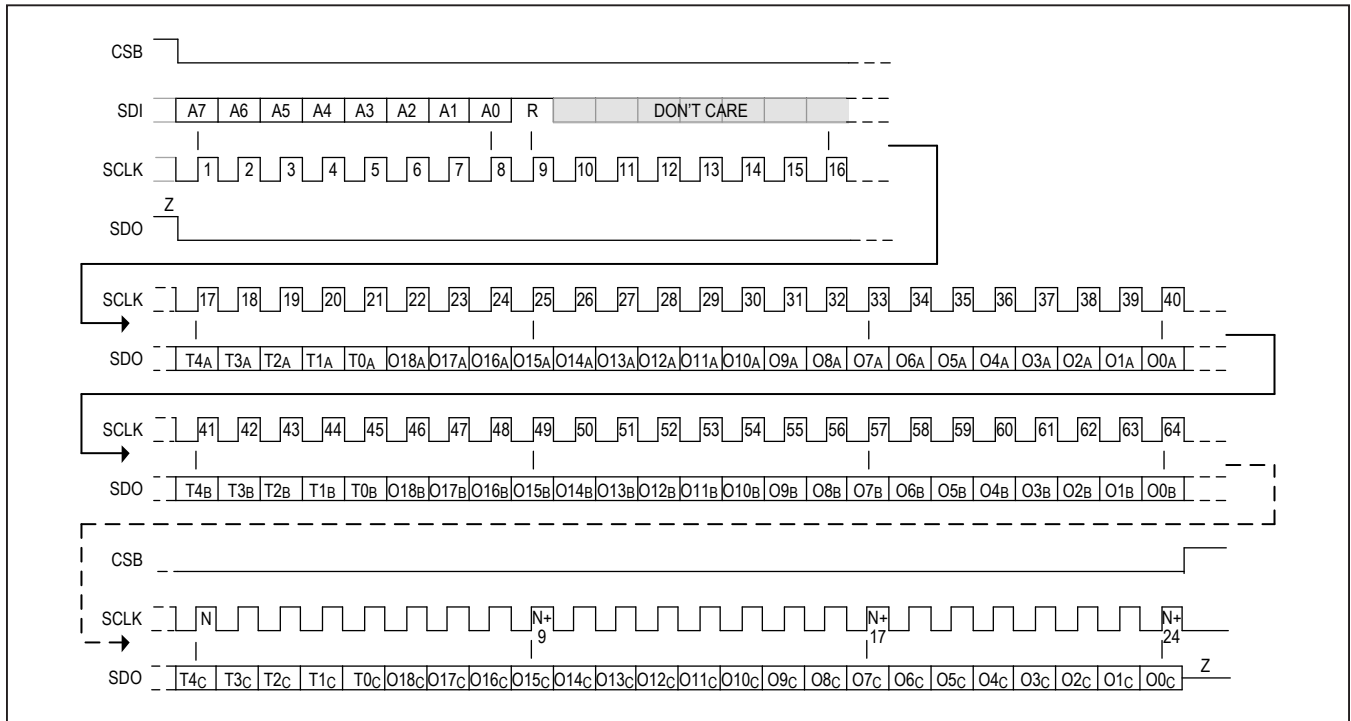 CSB
SDI A7 A6 A5 A4 A3 A2 A1 A0 R DON'T CARE
SCLK 1 2 3 4 5 6 7 8 9 10 11 12 13 14 15 16
Z
SDO
SCLK 17 18 19 20 21 22 23 24 25 26 27 28 29 30 31 32 33 34 35 36 37 38 39 40
SDO T4A T3A T2A T1A T0A O18A O17A O16A O15A O14A O13A O12A O11A O10A O9A O8A O7A O6A O5A O4A O3A O2A O1A O0A
SCLK 41 42 43 44 45 46 47 48 49 50 51 52 53 54 55 56 57 58 59 60 61 62 63 64
SDO T4B T3B T2B T1B T0B O18B O17B O16B O15B O14B O13B O12B O11B O10B O9B O8B O7B O6B O5B O4B O3B O2B O1B O0B
CSB
SCLK N N+ N+ N+
9 17 24
SDO T4C T3C T2C T1C T0C O18C O17C O16C O15C O14C O13C O12C O11C O10C O9C O8C O7C O6C O5C O4C O3C O2C O1C O0C Z